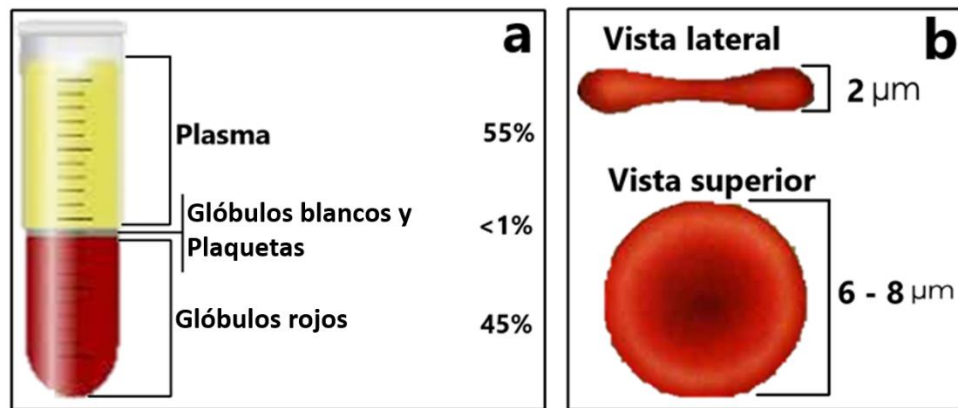 a
Plasma
55%
Glóbulos blancos y
Plaquetas
<1%
Glóbulos rojos
45%
b
Vista lateral
2 μm
Vista superior
6 - 8 μm